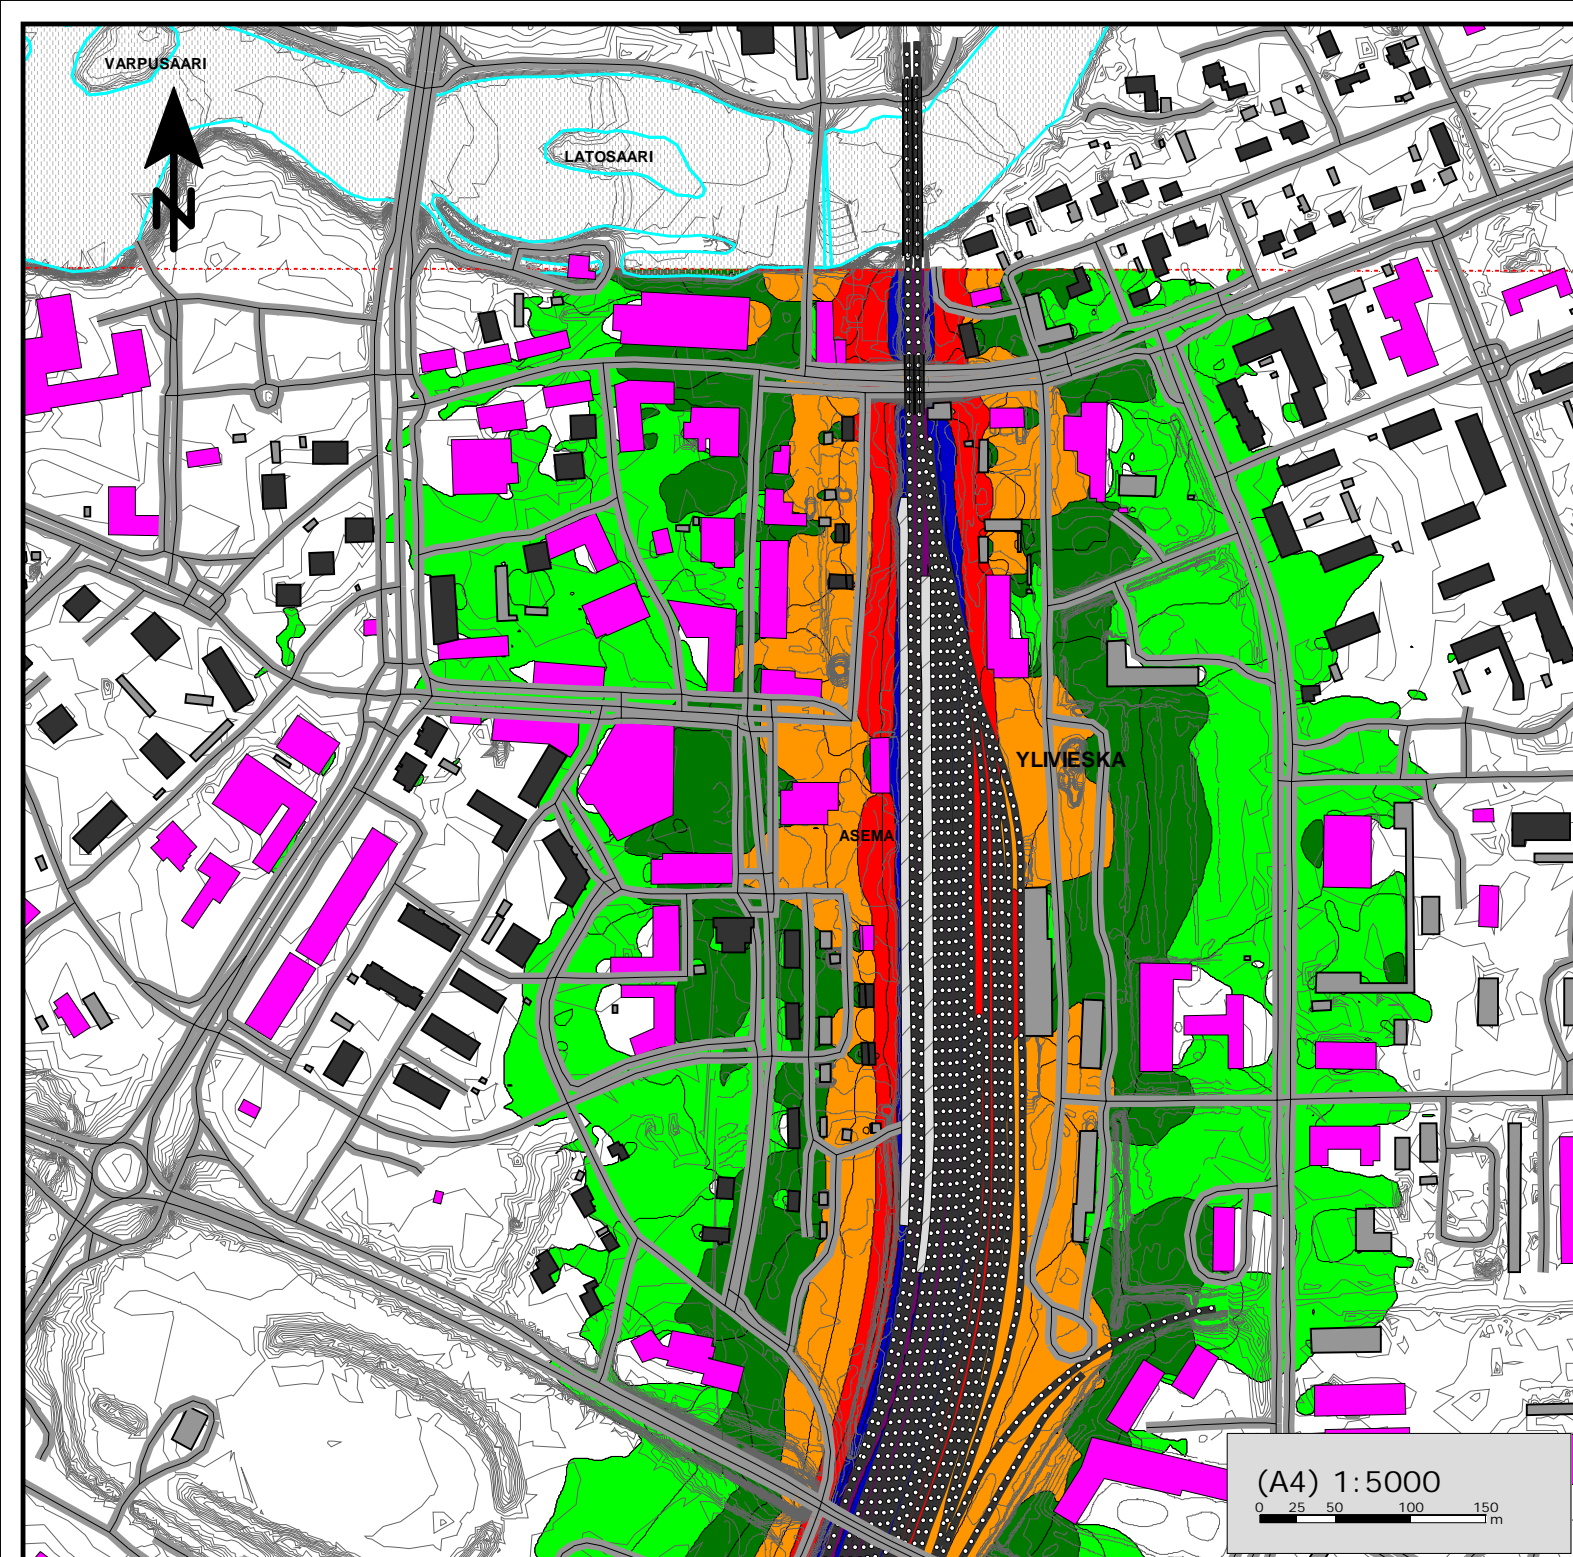 VARPUSAARI
LATOSAARI
N
YLIVIESKA
ASEMA
(A4) 1:5000
0 25 50 100 150
m